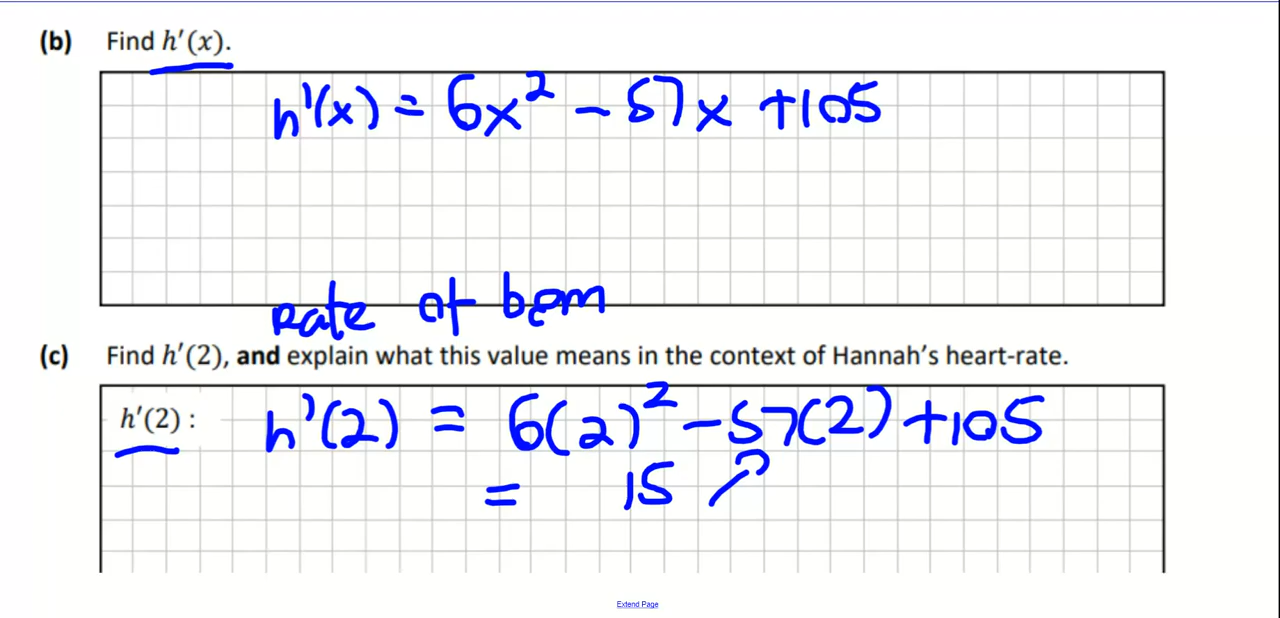 (b) Find h′(x).
h'(x) = 6x² − 57x + 105
rate of bpm
(c) Find h′(2), and explain what this value means in the context of Hannah's heart-rate.
h′(2) : h'(2) = 6(2)² − 57(2) + 105
= 15
Extend Page